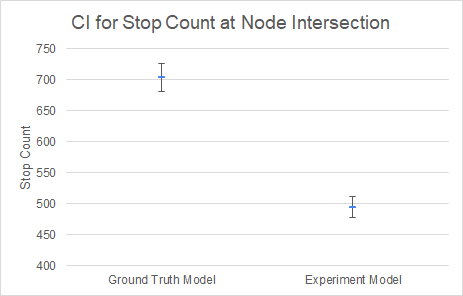 CI for Stop Count at Node Intersection
750
700
650
600
550
500
450
400
Stop Count
Ground Truth Model
Experiment Model